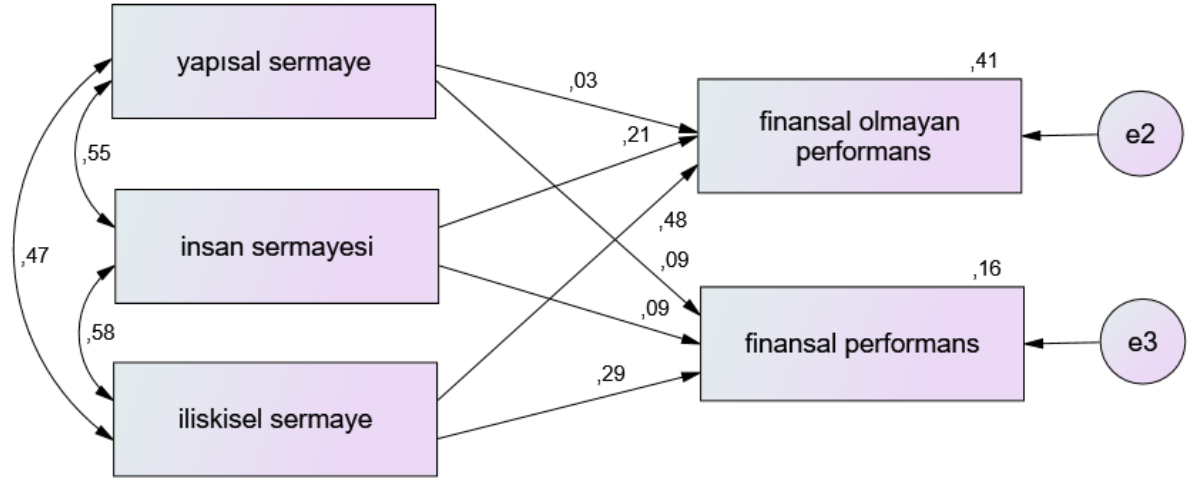 yapısal sermaye
insan sermayesi
iliskisel sermaye
,47
,55
,58
,03
,21
,48
,09
,09
,29
,41
finansal olmayan
performans
e2
,16
finansal performans
e3